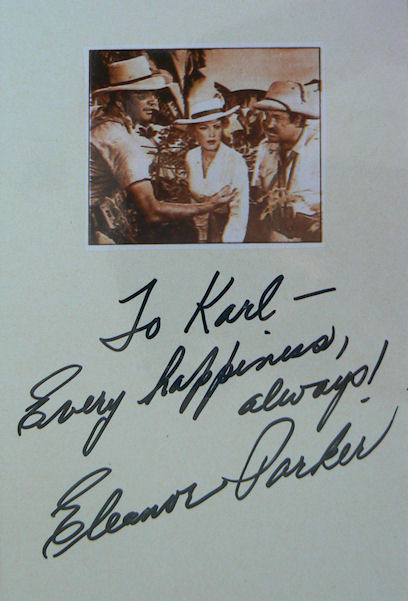 To Karl —
Every happiness,
always!
Eleanor Parker